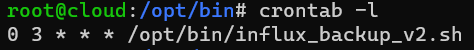 root@cloud:/opt/bin# crontab -l
0 3 * * * /opt/bin/influx_backup_v2.sh